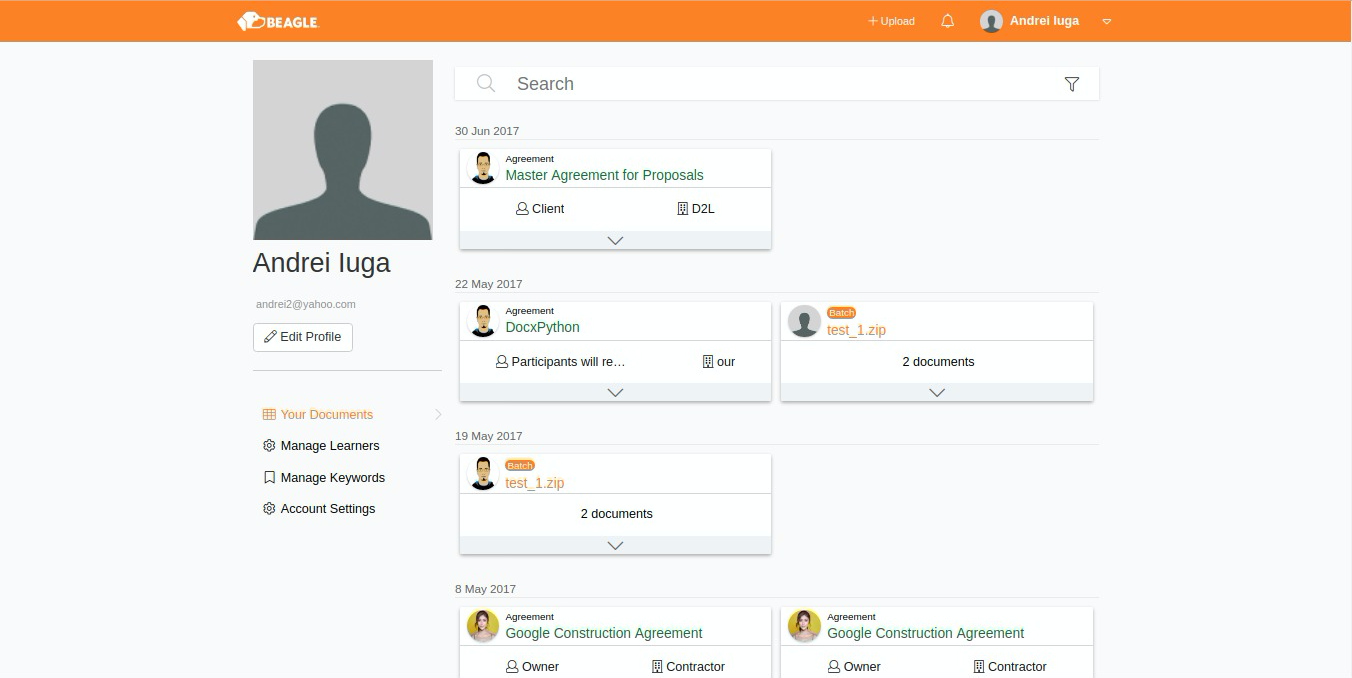 BEAGLE
Upload
Andrei Iuga
Andrei Iuga
andrei2@yahoo.com
Edit Profile
Your Documents
Manage Learners
Manage Keywords
Account Settings
Search
30 Jun 2017
Agreement
Master Agreement for Proposals
Client D2L
22 May 2017
Agreement
DocxPython
Participants will re… our
Batch
test_1.zip
2 documents
19 May 2017
Batch
test_1.zip
2 documents
8 May 2017
Agreement
Google Construction Agreement
Owner Contractor
Agreement
Google Construction Agreement
Owner Contractor